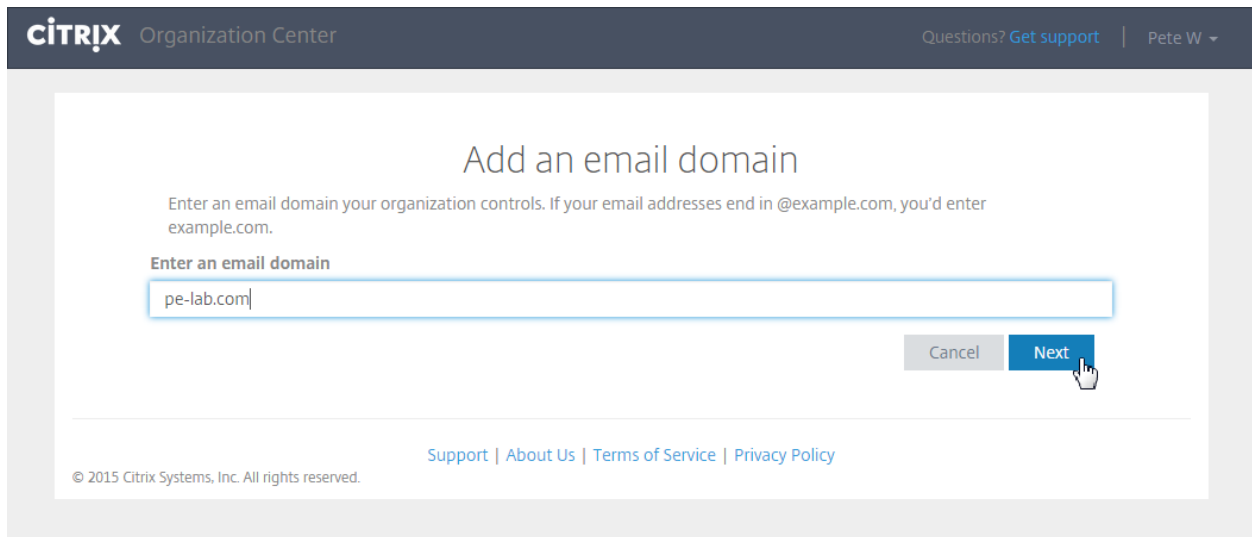 CİTRIX Organization Center Questions? Get support | Pete W
Add an email domain
Enter an email domain your organization controls. If your email addresses end in @example.com, you'd enter
example.com.
Enter an email domain
pe-lab.com
Cancel Next
Support | About Us | Terms of Service | Privacy Policy
© 2015 Citrix Systems, Inc. All rights reserved.